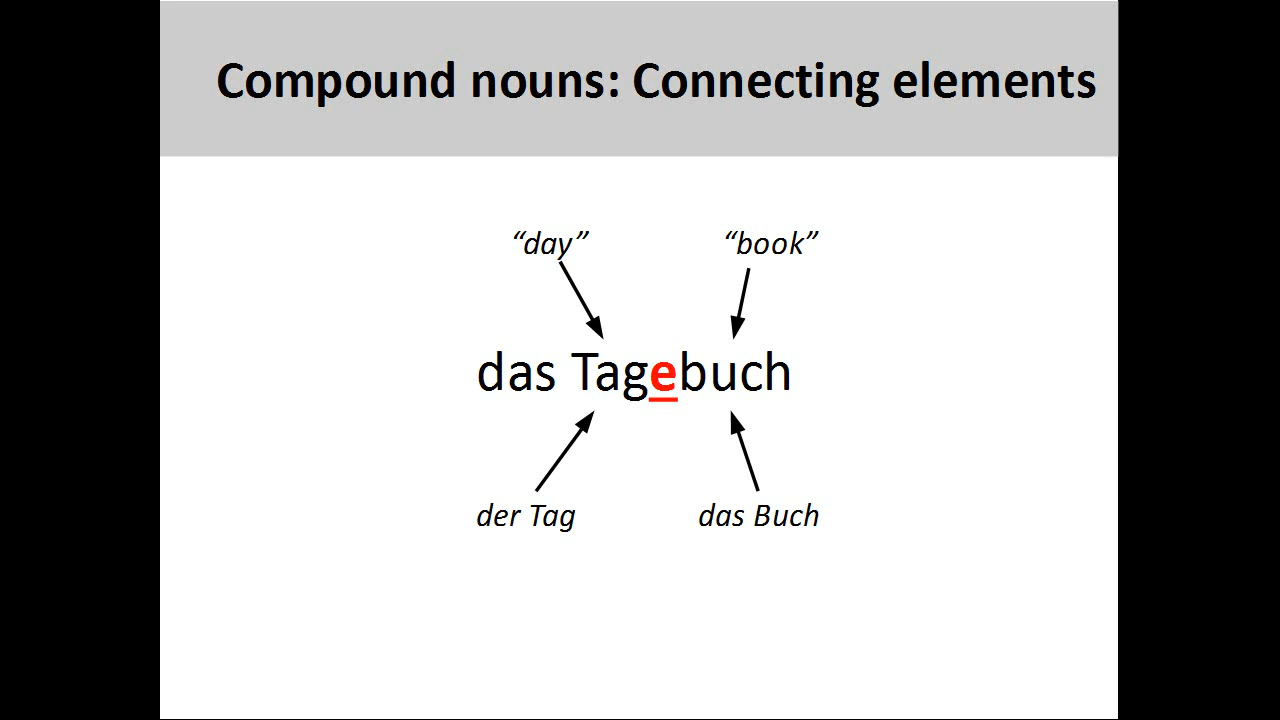 Compound nouns: Connecting elements
“day” “book”
das Tagebuch
der Tag das Buch